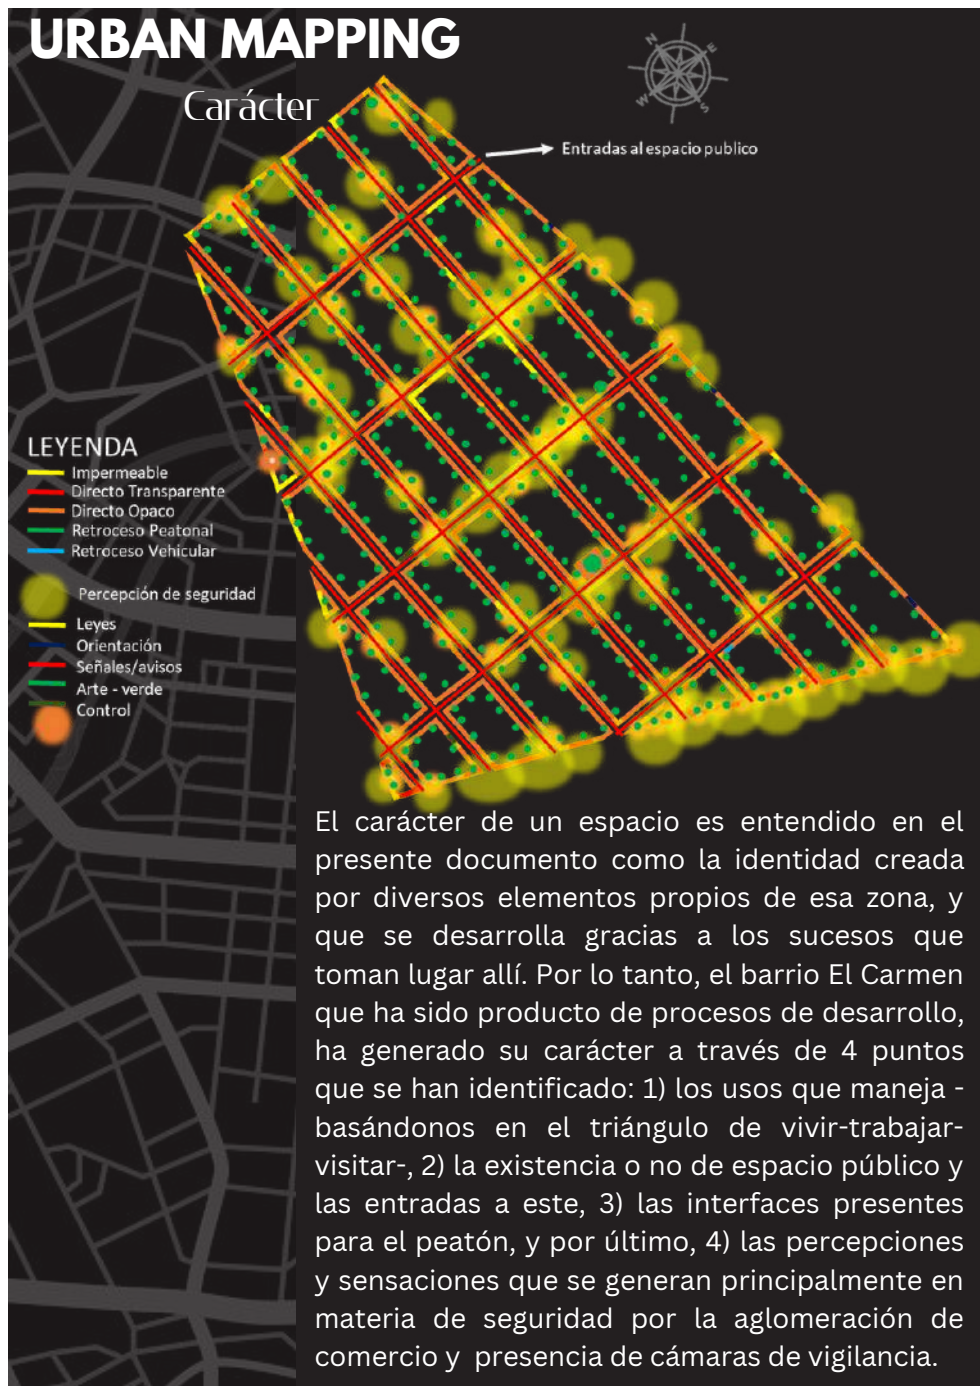 URBAN MAPPING
Carácter
N
E
W
S
Entradas al espacio publico
LEYENDA
Impermeable
Directo Transparente
Directo Opaco
Retroceso Peatonal
Retroceso Vehicular
Percepción de seguridad
Leyes
Orientación
Señales/avisos
Arte - verde
Control
El carácter de un espacio es entendido en el
presente documento como la identidad creada
por diversos elementos propios de esa zona, y
que se desarrolla gracias a los sucesos que
toman lugar allí. Por lo tanto, el barrio El Carmen
que ha sido producto de procesos de desarrollo,
ha generado su carácter a través de 4 puntos
que se han identificado: 1) los usos que maneja -
basándonos en el triángulo de vivir-trabajar-
visitar-, 2) la existencia o no de espacio público y
las entradas a este, 3) las interfaces presentes
para el peatón, y por último, 4) las percepciones
y sensaciones que se generan principalmente en
materia de seguridad por la aglomeración de
comercio y  presencia de cámaras de vigilancia.